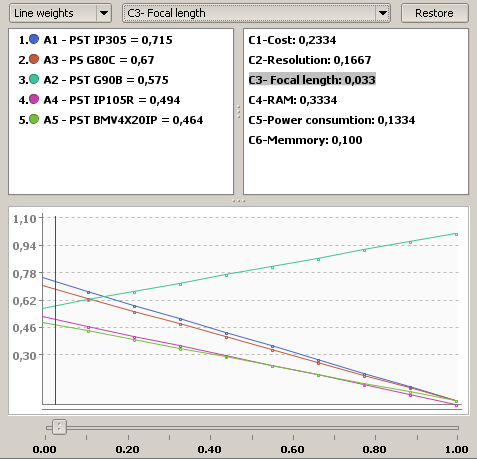 Line weights
C3- Focal length
Restore
1. A1 - PST IP305 = 0,715
2. A3 - PS G80C = 0,67
3. A2 - PST G90B = 0,575
4. A4 - PST IP105R = 0,494
5. A5 - PST BMV4X20IP = 0,464
C1-Cost: 0,2334
C2-Resolution: 0,1667
C3- Focal length: 0,033
C4-RAM: 0,3334
C5-Power consumtion: 0,1334
C6-Memmory: 0,100
1,10
0,94
0,78
0,62
0,46
0,30
0.00 0.20 0.40 0.60 0.80 1.00